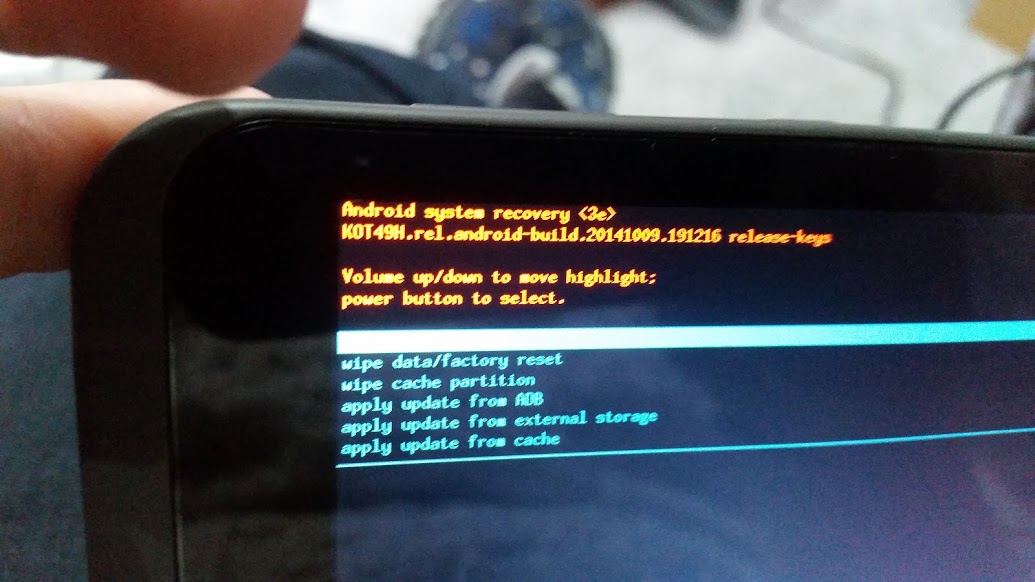 Android system recovery <3e>
KOT49H.rel.android-build.20141009.191216 release-keys
Volume up/down to move highlight;
power button to select.
wipe data/factory reset
wipe cache partition
apply update from ADB
apply update from external storage
apply update from cache